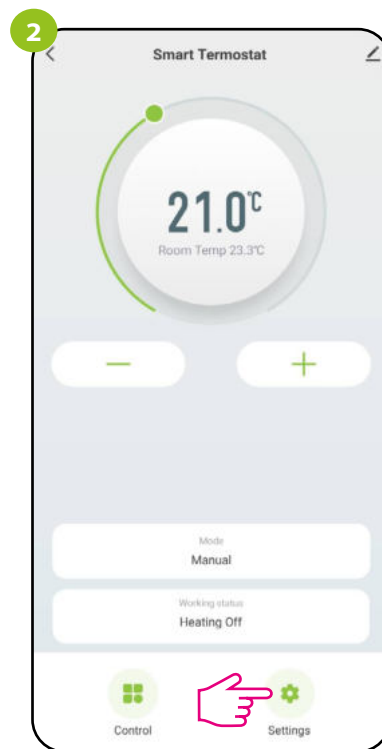 2
Smart Termostat
21.0℃
Room Temp 23.3℃
Mode
Manual
Working status
Heating Off
Control
Settings